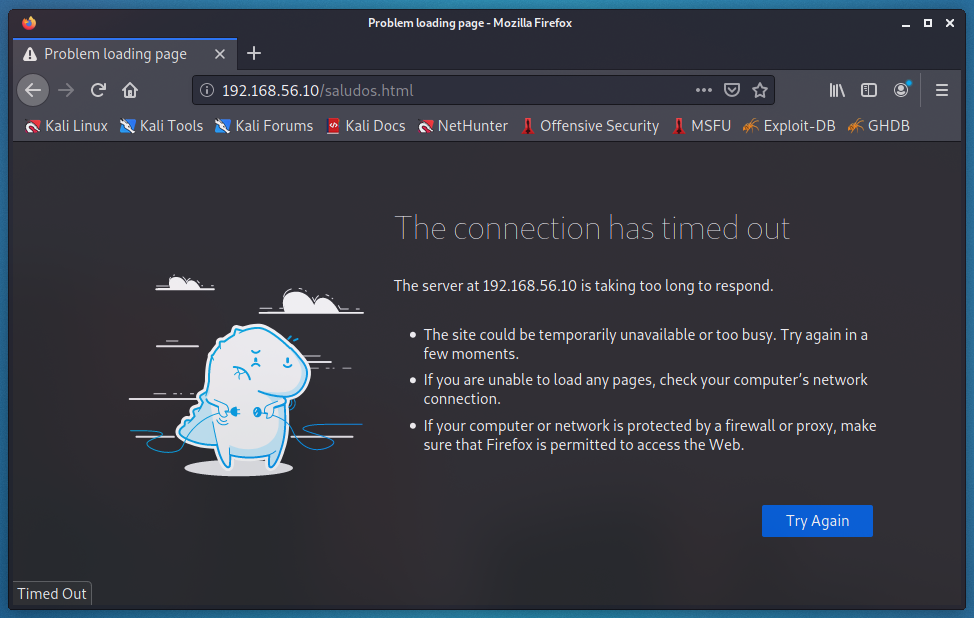 Problem loading page - Mozilla Firefox
Problem loading page
192.168.56.10/saludos.html
Kali Linux Kali Tools Kali Forums Kali Docs NetHunter Offensive Security MSFU Exploit-DB GHDB
The connection has timed out
The server at 192.168.56.10 is taking too long to respond.
The site could be temporarily unavailable or too busy. Try again in a
few moments.
If you are unable to load any pages, check your computer’s network
connection.
If your computer or network is protected by a firewall or proxy, make
sure that Firefox is permitted to access the Web.
Try Again
Timed Out